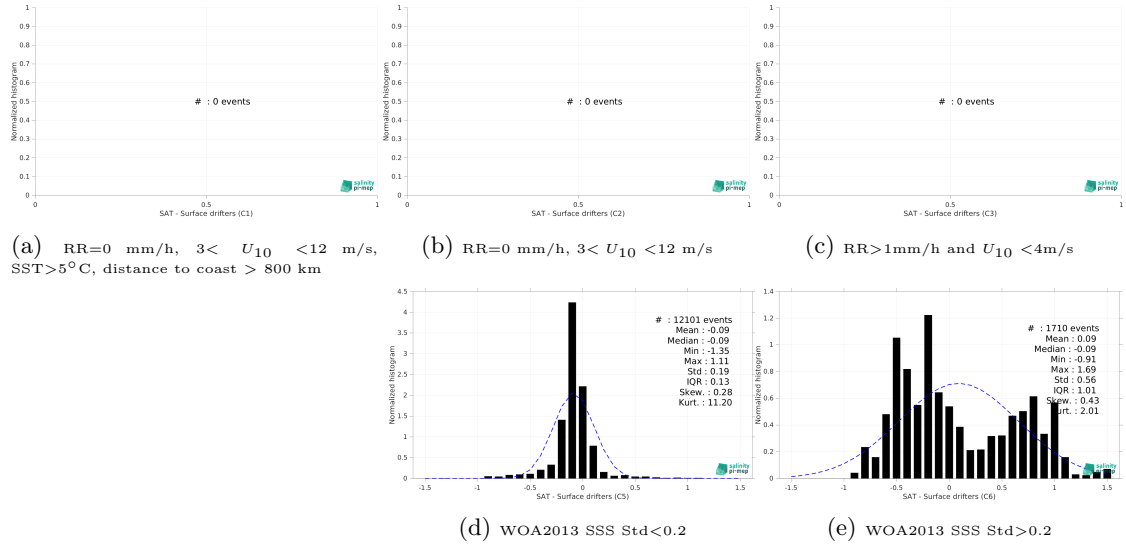 1
0.9
0.8
0.7
0.6
0.5
0.4
0.3
0.2
0.1
0
0 0.5 1
Normalized histogram
# : 0 events
salinity
pi-mep
SAT - Surface drifters (C1)
1
0.9
0.8
0.7
0.6
0.5
0.4
0.3
0.2
0.1
0
0 0.5 1
Normalized histogram
# : 0 events
salinity
pi-mep
SAT - Surface drifters (C2)
1
0.9
0.8
0.7
0.6
0.5
0.4
0.3
0.2
0.1
0
0 0.5 1
Normalized histogram
# : 0 events
salinity
pi-mep
SAT - Surface drifters (C3)
(a) RR=0 mm/h, 3< U10 <12 m/s,
SST>5°C, distance to coast > 800 km
(b) RR=0 mm/h, 3< U10 <12 m/s
(c) RR>1mm/h and U10 <4m/s
4.5
4
3.5
3
2.5
2
1.5
1
0.5
0
-1.5 -1 -0.5 0 0.5 1 1.5
Normalized histogram
# : 12101 events
Mean : -0.09
Median : -0.09
Min : -1.35
Max : 1.11
Std : 0.19
IQR : 0.13
Skew. : 0.28
Kurt. : 11.20
salinity
pi-mep
SAT - Surface drifters (C5)
1.4
1.2
1
0.8
0.6
0.4
0.2
0
-1.5 -1 -0.5 0 0.5 1 1.5
Normalized histogram
# : 1710 events
Mean : 0.09
Median : -0.09
Min : -0.91
Max : 1.69
Std : 0.56
IQR : 1.01
Skew. : 0.43
Kurt. : 2.01
salinity
pi-mep
SAT - Surface drifters (C6)
(d) WOA2013 SSS Std<0.2
(e) WOA2013 SSS Std>0.2